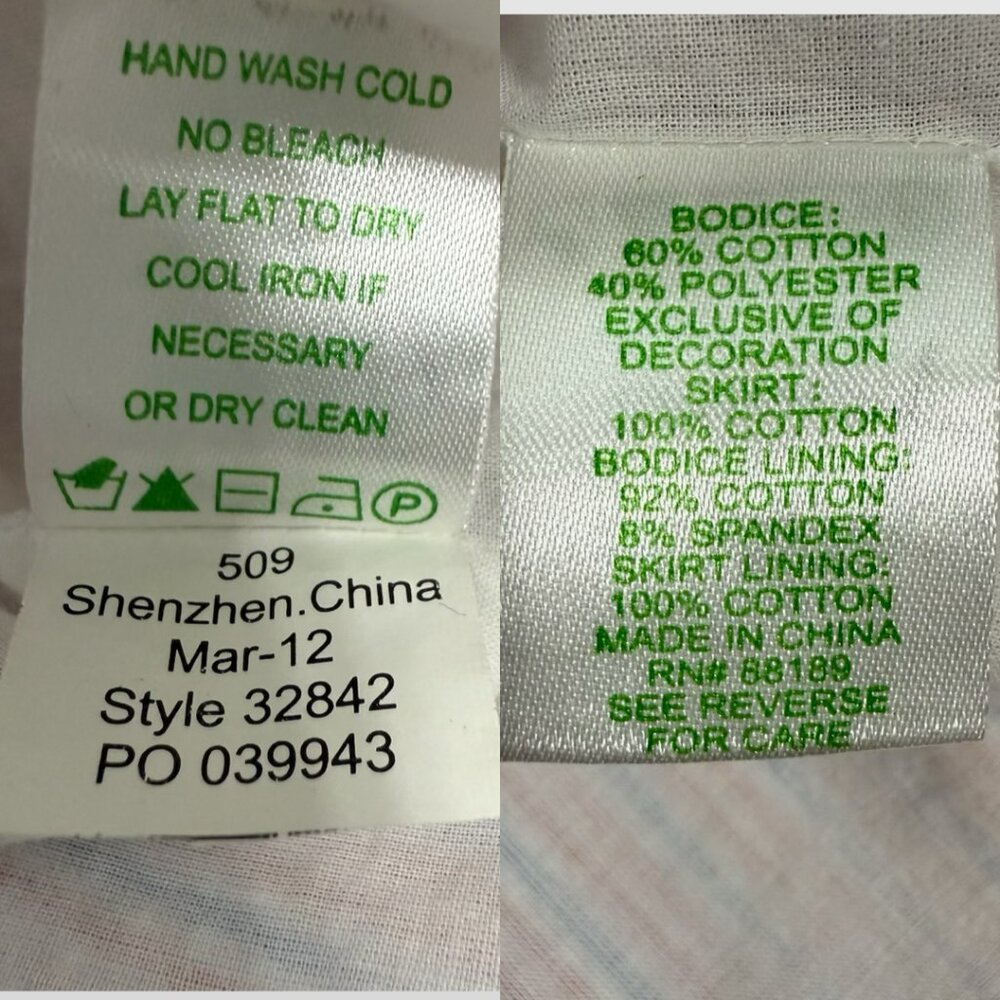 HAND WASH COLD
NO BLEACH
LAY FLAT TO DRY
COOL IRON IF
NECESSARY
OR DRY CLEAN
P
509
Shenzhen.China
Mar-12
Style 32842
PO 039943
BODICE:
60% COTTON
40% POLYESTER
EXCLUSIVE OF
DECORATION
SKIRT:
100% COTTON
BODICE LINING:
92% COTTON
8% SPANDEX
SKIRT LINING:
100% COTTON
MADE IN CHINA
RN# 88189
SEE REVERSE
FOR CARE